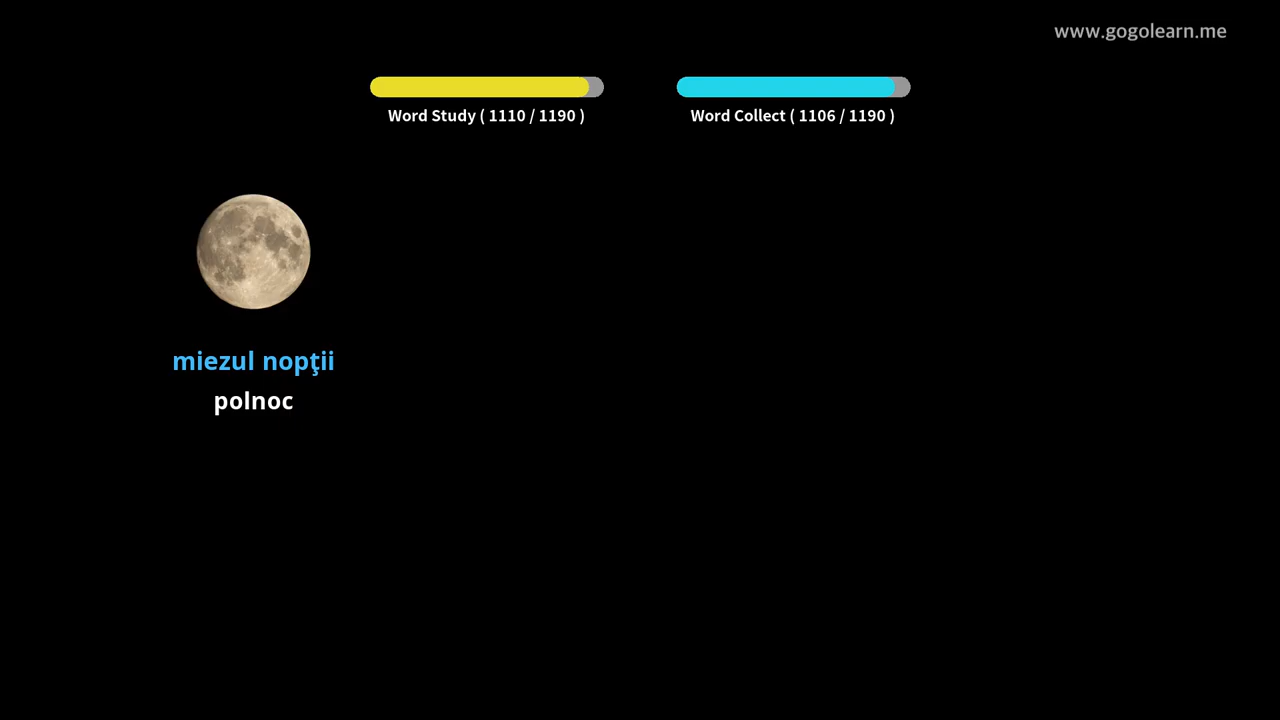 www.gogolearn.me
Word Study ( 1110 / 1190 )
Word Collect ( 1106 / 1190 )
miezul nopţii
polnoc